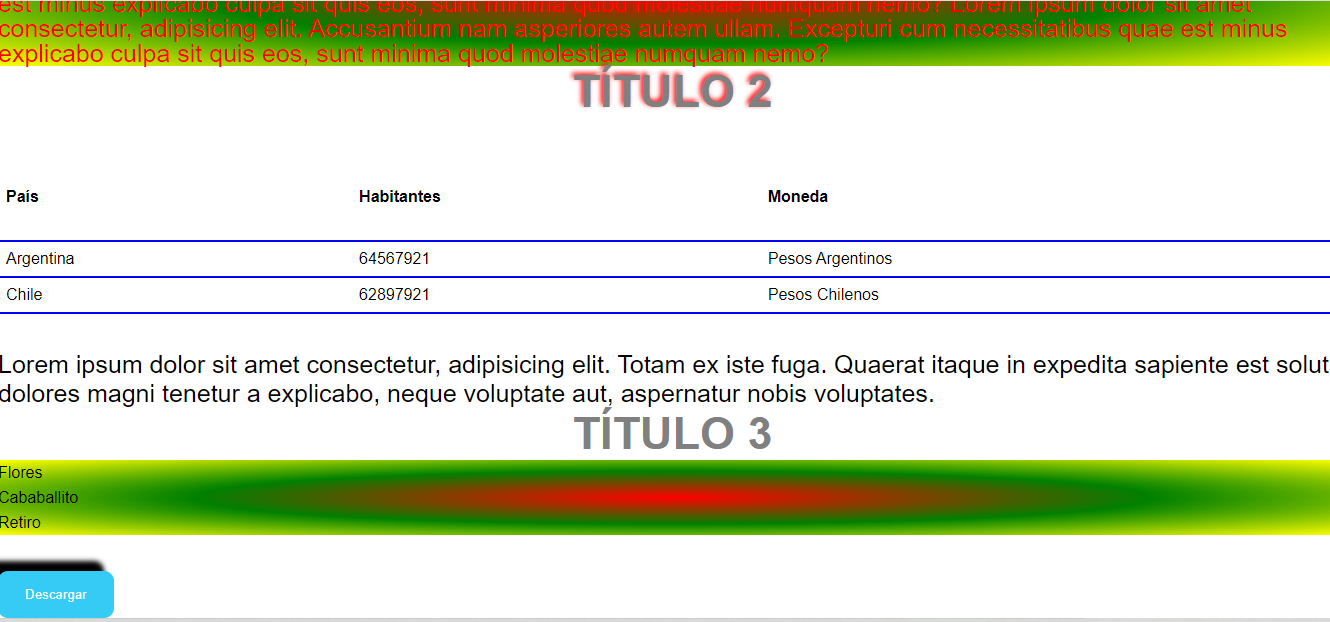 est minus explicabo culpa sit quis eos, sunt minima quod molestiae numquam nemo? Lorem ipsum dolor sit amet
consectetur, adipisicing elit. Accusantium nam asperiores autem ullam. Excepturi cum necessitatibus quae est minus
explicabo culpa sit quis eos, sunt minima quod molestiae numquam nemo?
TÍTULO 2
País Habitantes Moneda
Argentina 64567921 Pesos Argentinos
Chile 62897921 Pesos Chilenos
Lorem ipsum dolor sit amet consectetur, adipisicing elit. Totam ex iste fuga. Quaerat itaque in expedita sapiente est solut
dolores magni tenetur a explicabo, neque voluptate aut, aspernatur nobis voluptates.
TÍTULO 3
Flores
Cababallito
Retiro
Descargar